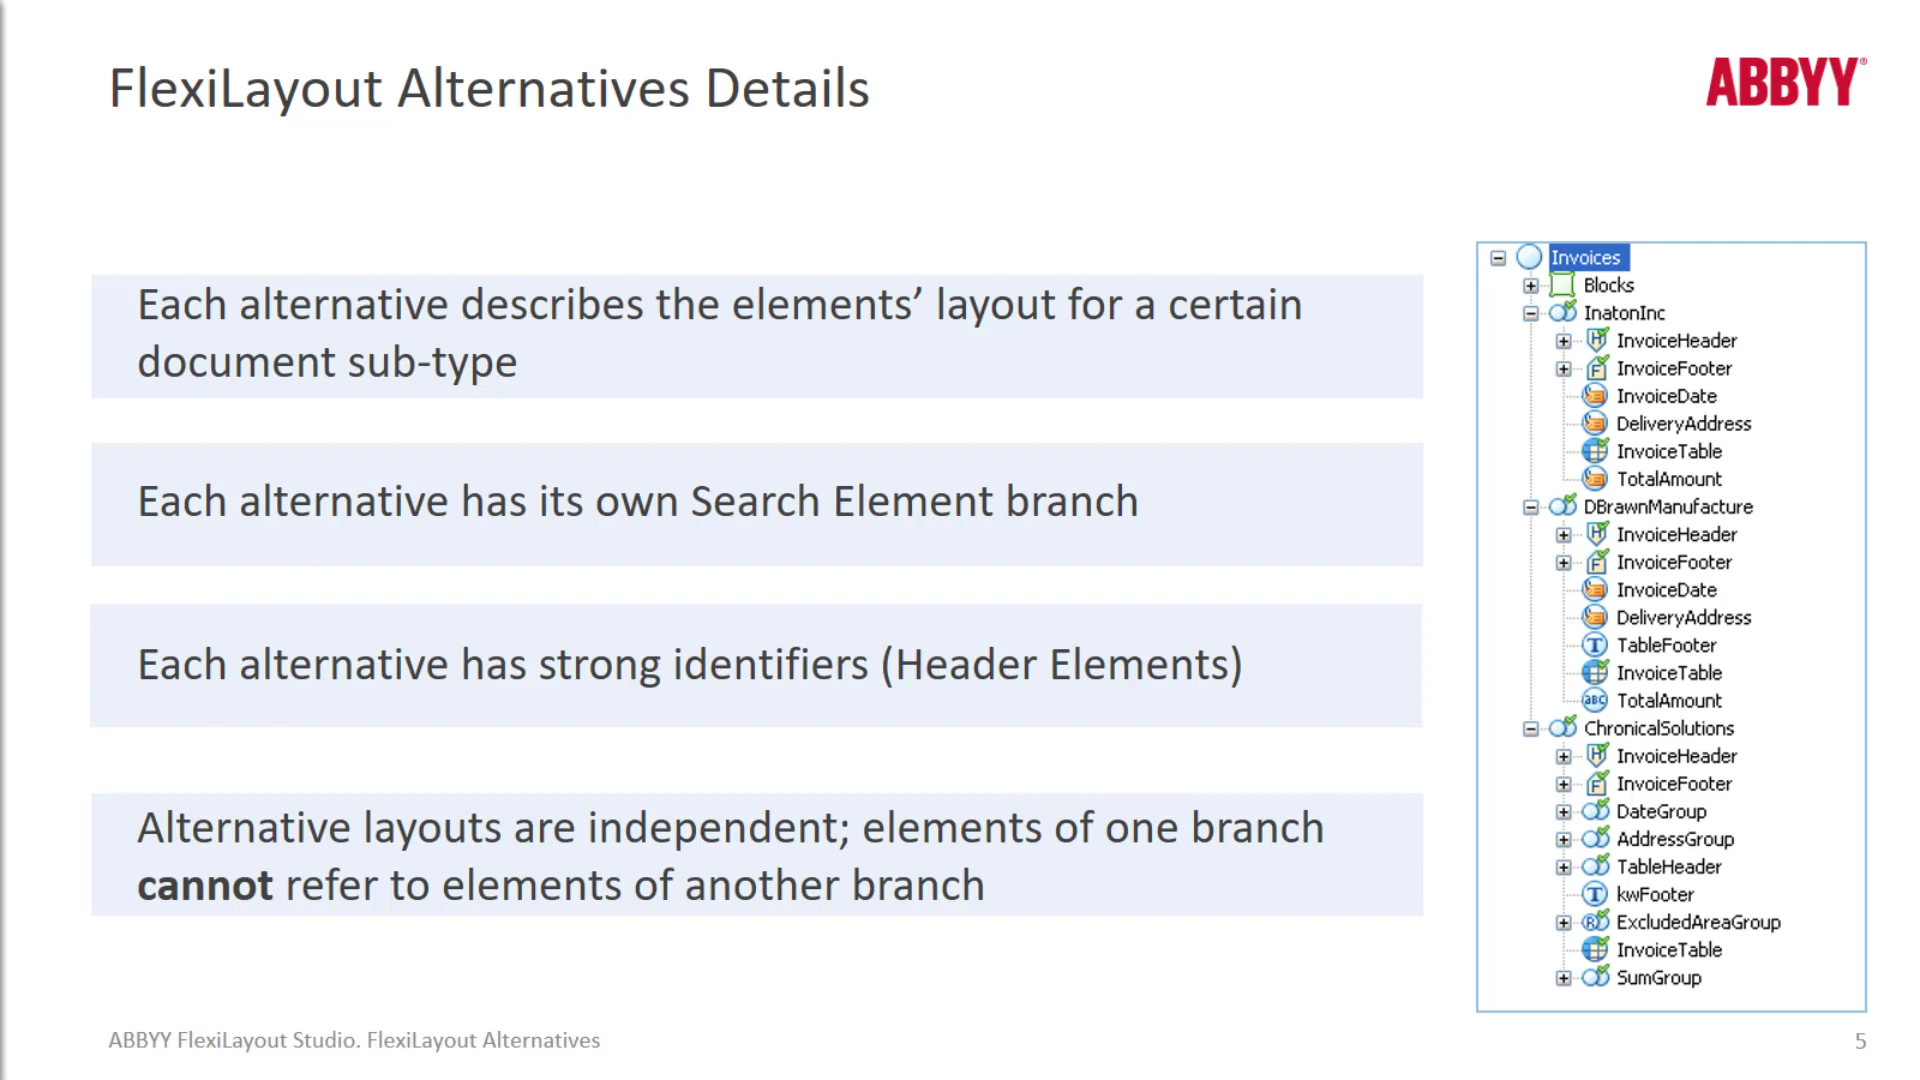 FlexiLayout Alternatives Details
ABBYY®
Each alternative describes the elements’ layout for a certain
document sub-type
Each alternative has its own Search Element branch
Each alternative has strong identifiers (Header Elements)
Alternative layouts are independent; elements of one branch
cannot refer to elements of another branch
Invoices
Blocks
InatonInc
InvoiceHeader
InvoiceFooter
InvoiceDate
DeliveryAddress
InvoiceTable
TotalAmount
DBrawnManufacture
InvoiceHeader
InvoiceFooter
InvoiceDate
DeliveryAddress
TableFooter
InvoiceTable
TotalAmount
ChronicalSolutions
InvoiceHeader
InvoiceFooter
DateGroup
AddressGroup
TableHeader
kwFooter
ExcludedAreaGroup
InvoiceTable
SumGroup
ABBYY FlexiLayout Studio. FlexiLayout Alternatives
5